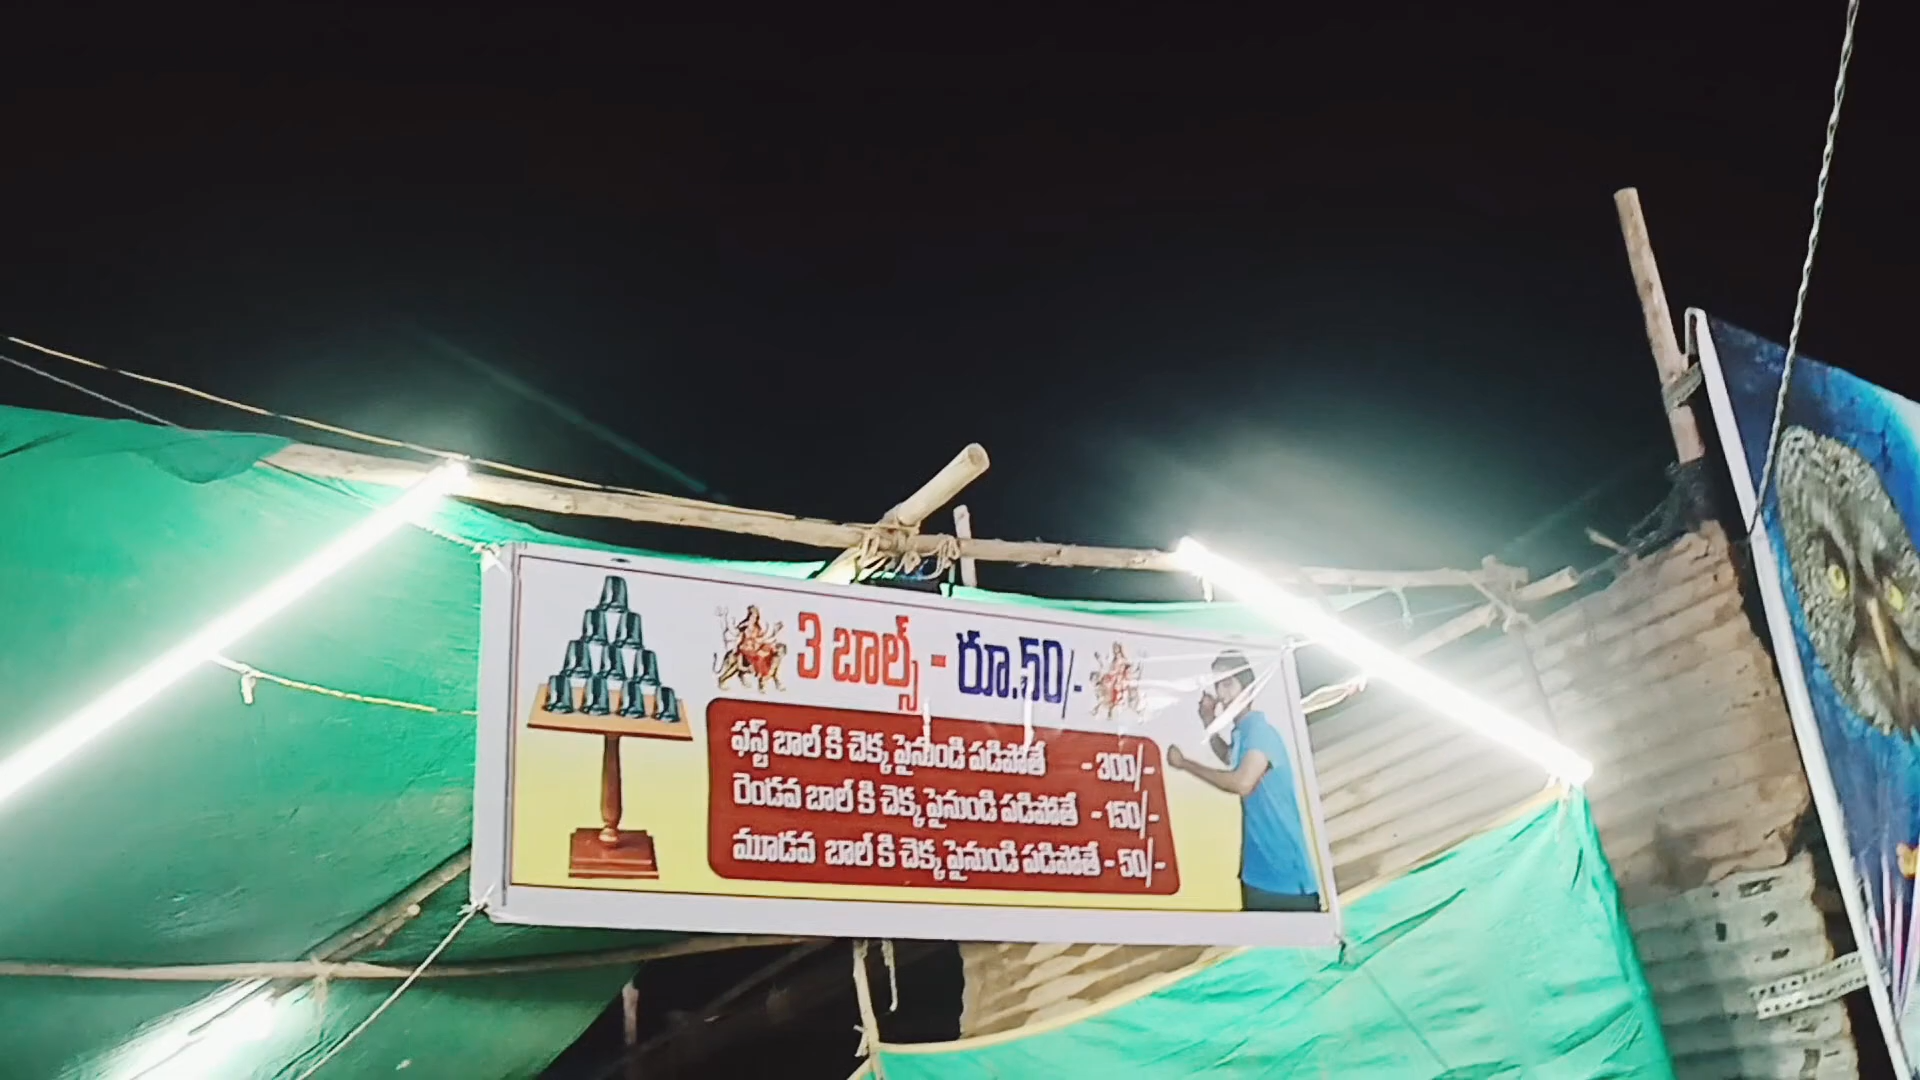 3 బాల్స్ - రూ.50/-
ఫస్ట్ బాల్ కి చెక్క పైనుండి పడిపోతే - 300/-
రెండవ బాల్ కి చెక్క పైనుండి పడిపోతే - 150/-
మూడవ బాల్ కి చెక్క పైనుండి పడిపోతే - 50/-